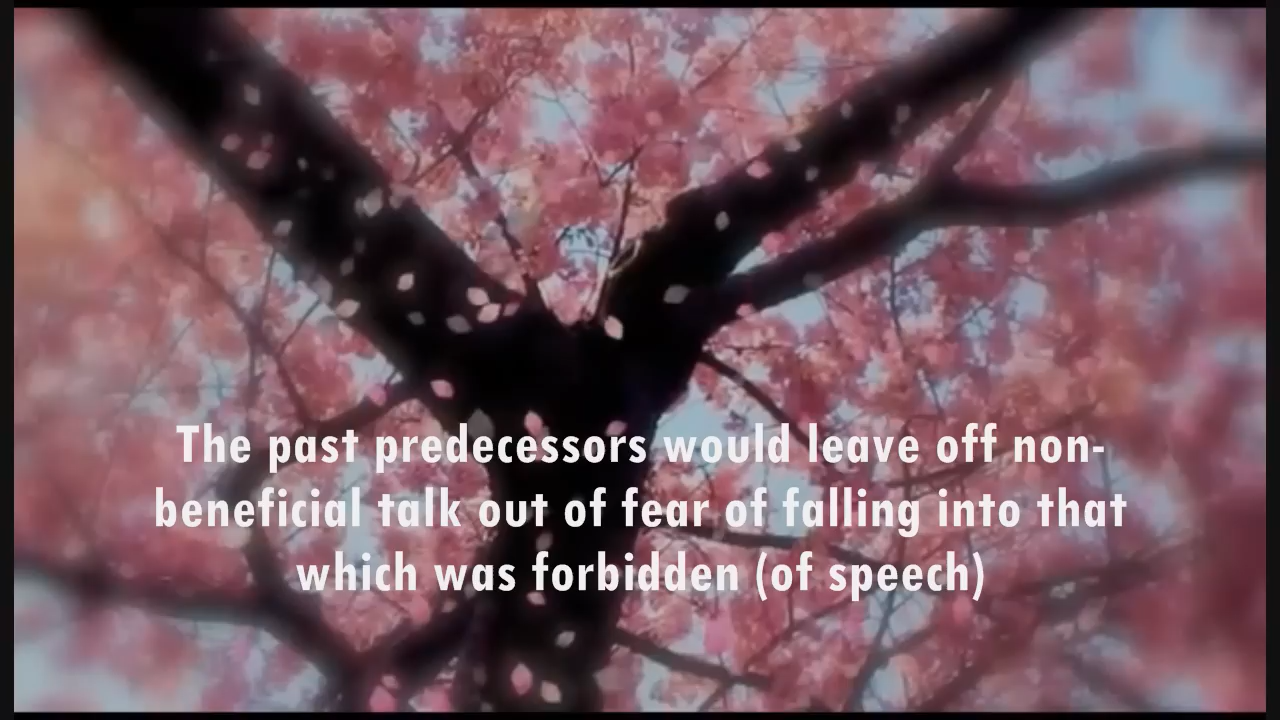 The past predecessors would leave off non-
beneficial talk out of fear of falling into that
which was forbidden (of speech)